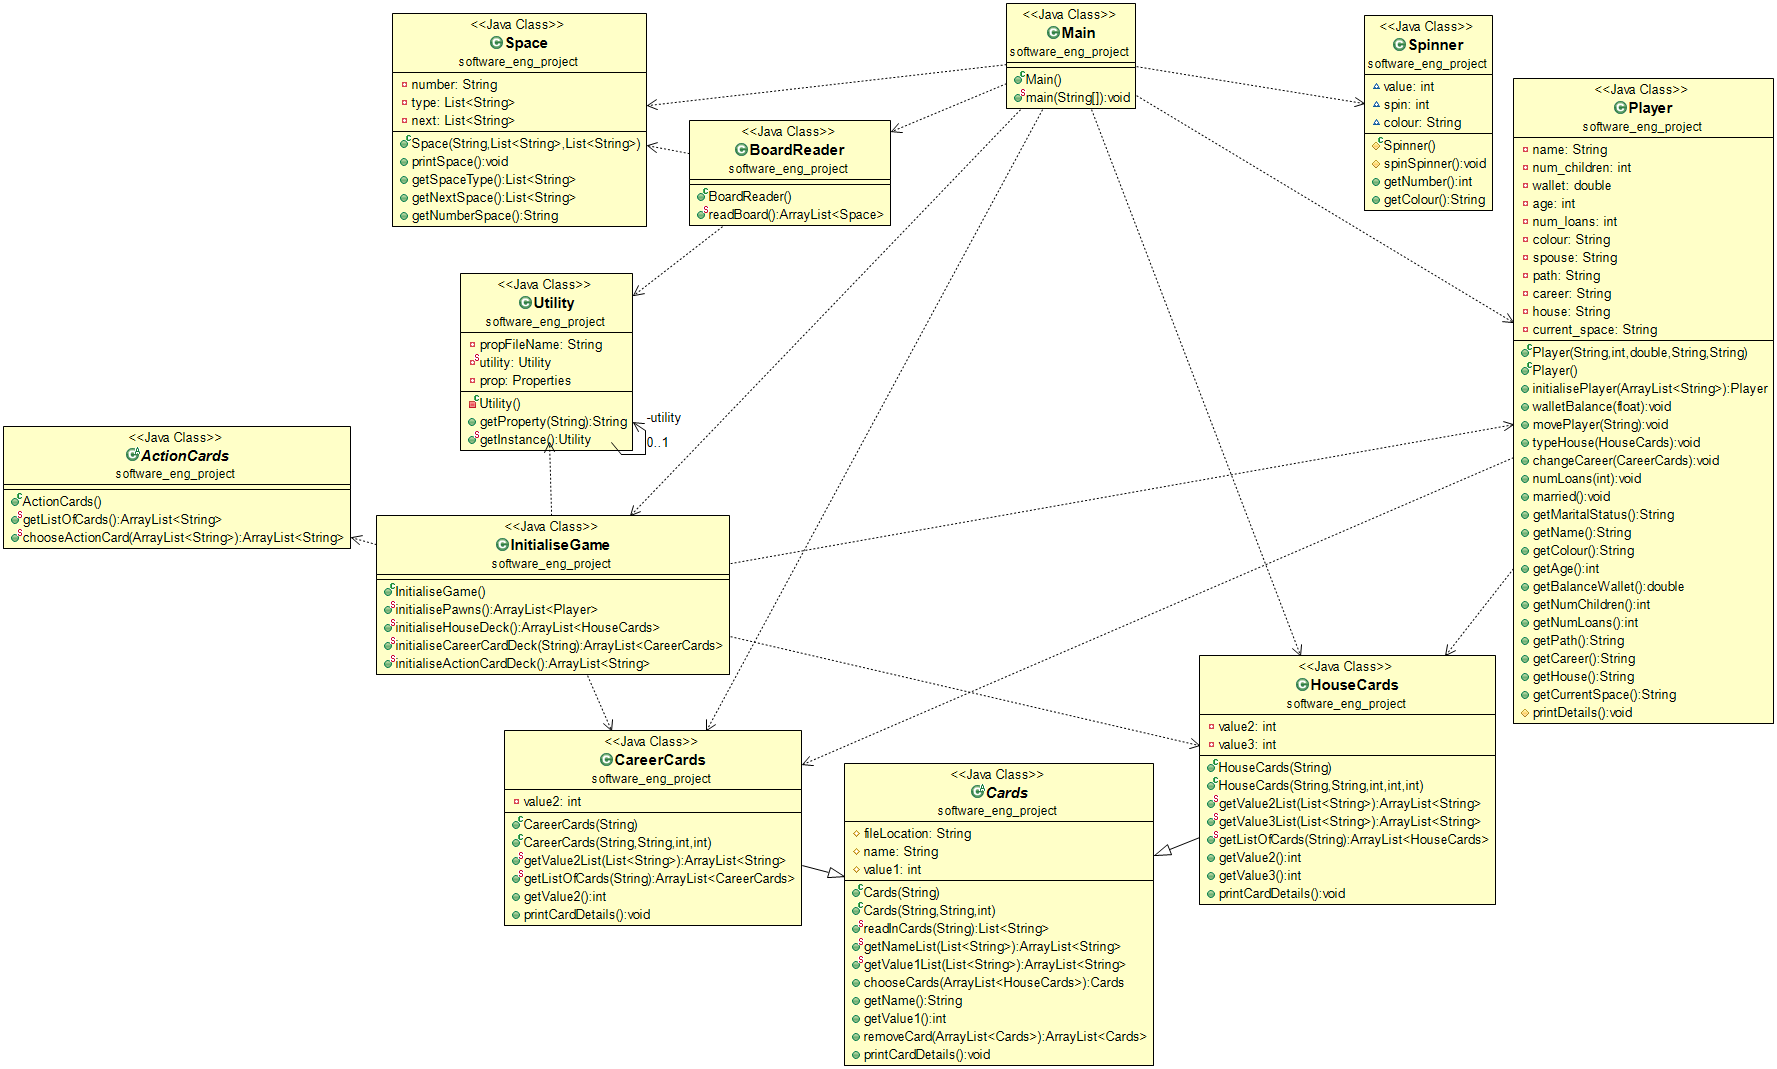 <<Java Class>>
Space
software_eng_project
number: String
type: List<String>
next: List<String>
Space(String,List<String>,List<String>)
printSpace():void
getSpaceType():List<String>
getNextSpace():List<String>
getNumberSpace():String
<<Java Class>>
Main
software_eng_project
Main()
main(String[]):void
<<Java Class>>
Spinner
software_eng_project
value: int
spin: int
colour: String
Spinner()
spinSpinner():void
getNumber():int
getColour():String
<<Java Class>>
Player
software_eng_project
name: String
num_children: int
wallet: double
age: int
num_loans: int
colour: String
spouse: String
path: String
career: String
house: String
current_space: String
Player(String,int,double,String,String)
Player()
initialisePlayer(ArrayList<String>):Player
walletBalance(float):void
movePlayer(String):void
typeHouse(HouseCards):void
changeCareer(CareerCards):void
numLoans(int):void
married():void
getMaritalStatus():String
getName():String
getColour():String
getAge():int
getBalanceWallet():double
getNumChildren():int
getNumLoans():int
getPath():String
getCareer():String
getHouse():String
getCurrentSpace():String
printDetails():void
<<Java Class>>
BoardReader
software_eng_project
BoardReader()
readBoard():ArrayList<Space>
<<Java Class>>
Utility
software_eng_project
propFileName: String
utility: Utility
prop: Properties
Utility()
getProperty(String):String
getInstance():Utility
-utility
0..1
<<Java Class>>
ActionCards
software_eng_project
ActionCards()
getListOfCards():ArrayList<String>
chooseActionCard(ArrayList<String>):ArrayList<String>
<<Java Class>>
InitialiseGame
software_eng_project
InitialiseGame()
initialisePawns():ArrayList<Player>
initialiseHouseDeck():ArrayList<HouseCards>
initialiseCareerCardDeck(String):ArrayList<CareerCards>
initialiseActionCardDeck():ArrayList<String>
<<Java Class>>
CareerCards
software_eng_project
value2: int
CareerCards(String)
CareerCards(String,String,int,int)
getValue2List(List<String>):ArrayList<String>
getListOfCards(String):ArrayList<CareerCards>
getValue2():int
printCardDetails():void
<<Java Class>>
Cards
software_eng_project
fileLocation: String
name: String
value1: int
Cards(String)
Cards(String,String,int)
readInCards(String):List<String>
getNameList(List<String>):ArrayList<String>
getValue1List(List<String>):ArrayList<String>
chooseCards(ArrayList<HouseCards>):Cards
getName():String
getValue1():int
removeCard(ArrayList<Cards>):ArrayList<Cards>
printCardDetails():void
<<Java Class>>
HouseCards
software_eng_project
value2: int
value3: int
HouseCards(String)
HouseCards(String,String,int,int,int)
getValue2List(List<String>):ArrayList<String>
getValue3List(List<String>):ArrayList<String>
getListOfCards(String):ArrayList<HouseCards>
getValue2():int
getValue3():int
printCardDetails():void